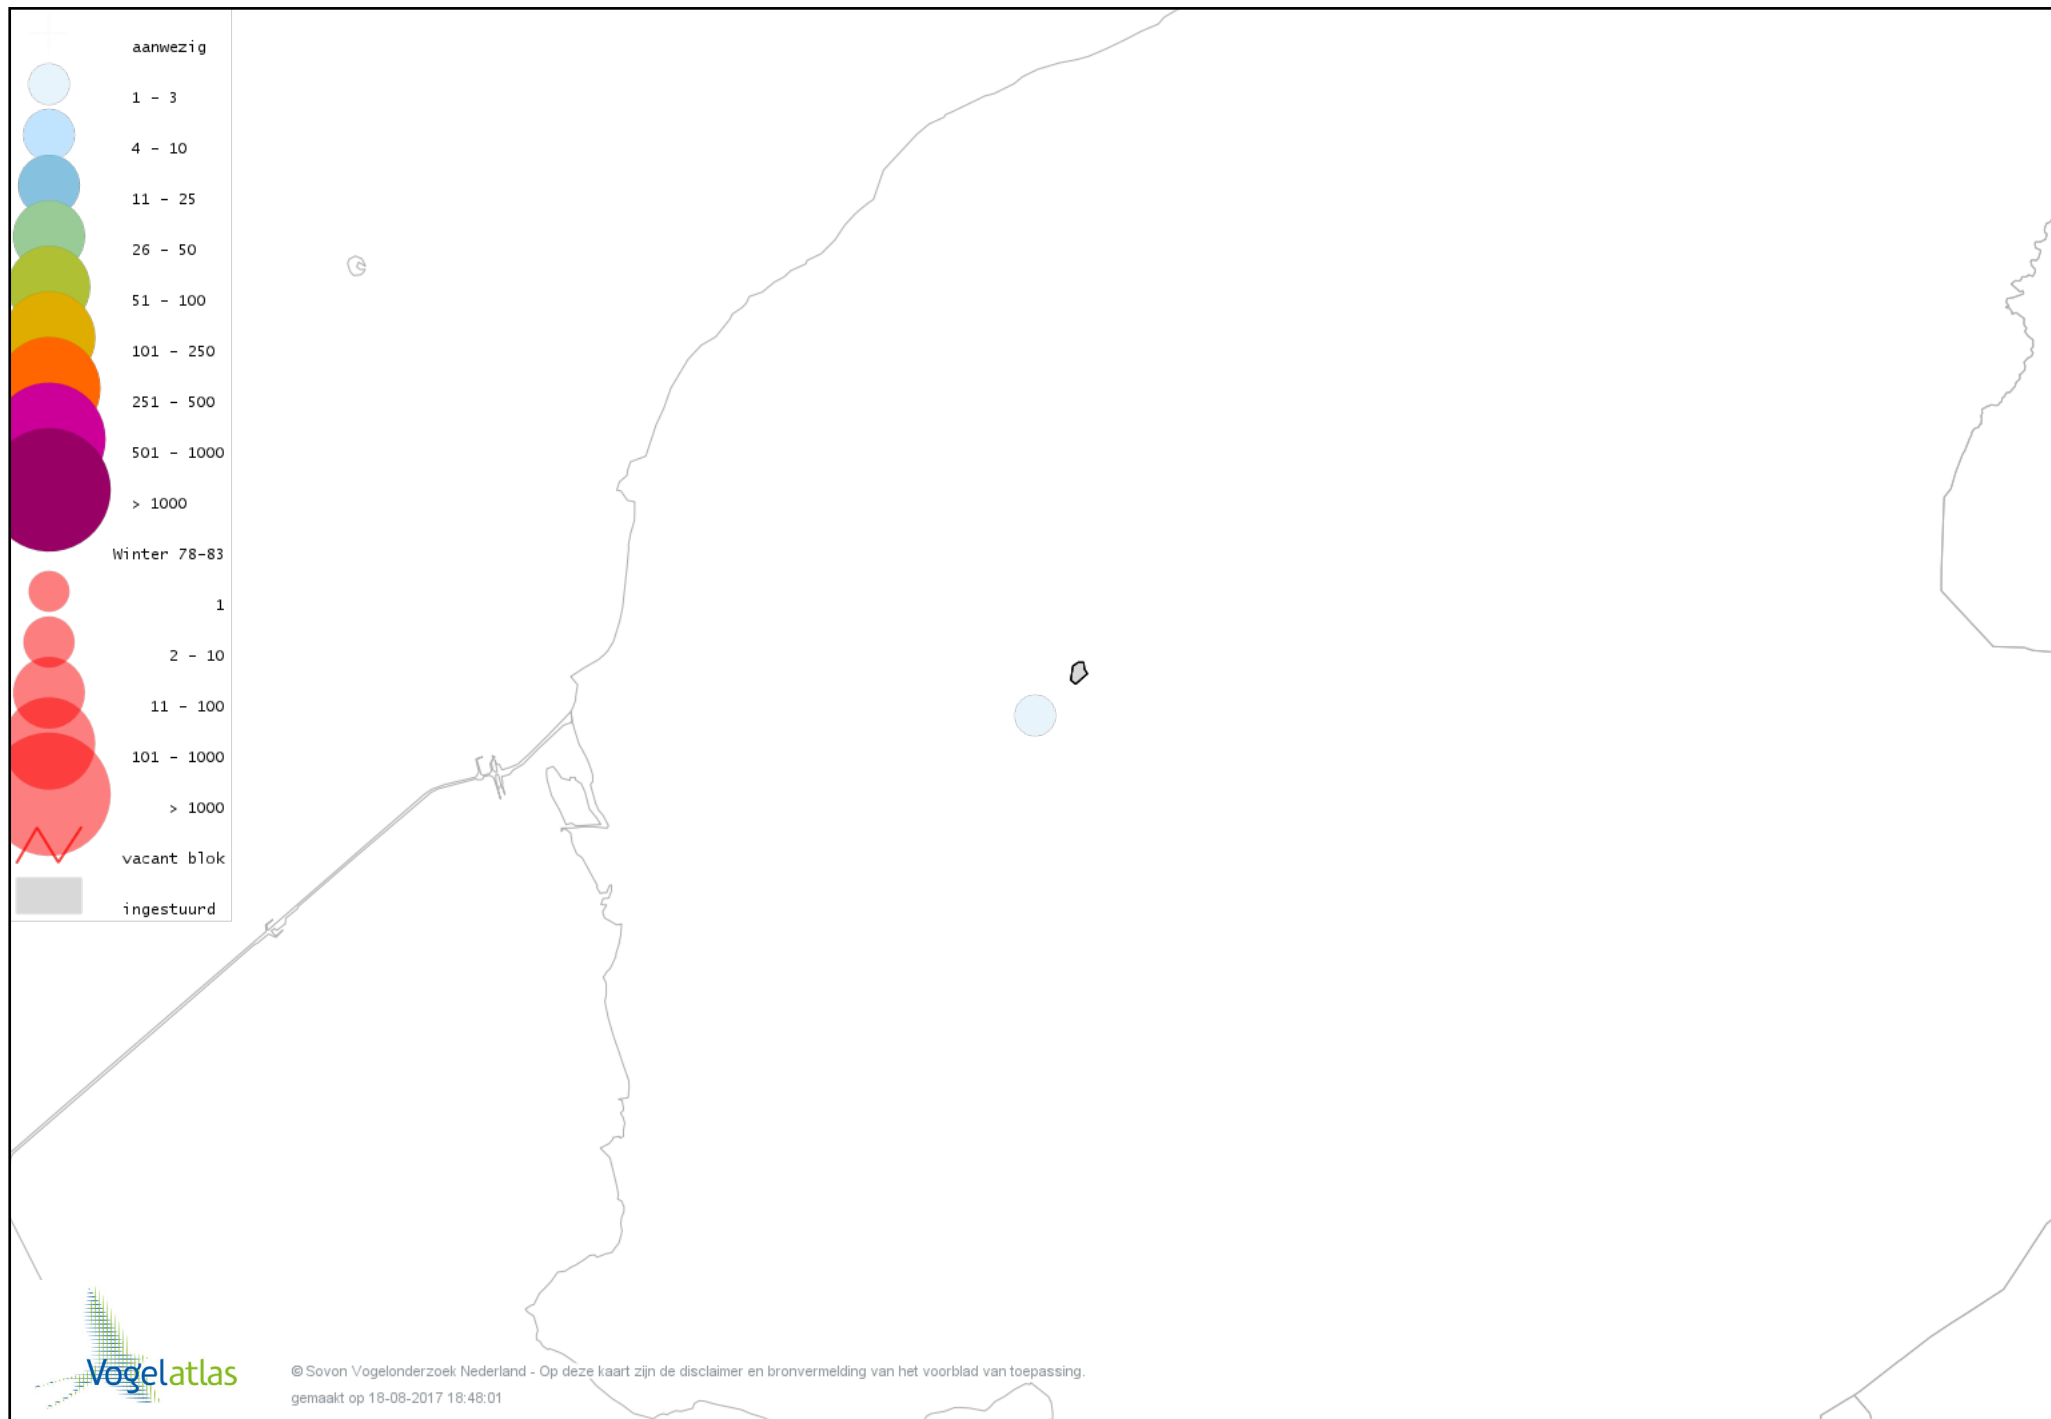 aanwezig
1 - 3
4 - 10
11 - 25
26 - 50
51 - 100
101 - 250
251 - 500
501 - 1000
> 1000
Winter 78-83
1
2 - 10
11 - 100
101 - 1000
> 1000
vacant blok
ingestuurd
Vogelatlas
© Sovon Vogelonderzoek Nederland - Op deze kaart zijn de disclaimer en bronvermelding van het voorblad van toepassing.
gemaakt op 18-08-2017 18:48:01